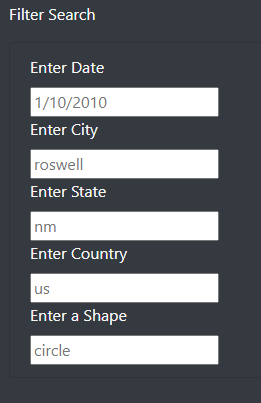 Filter Search
Enter Date
1/10/2010
Enter City
roswell
Enter State
nm
Enter Country
us
Enter a Shape
circle